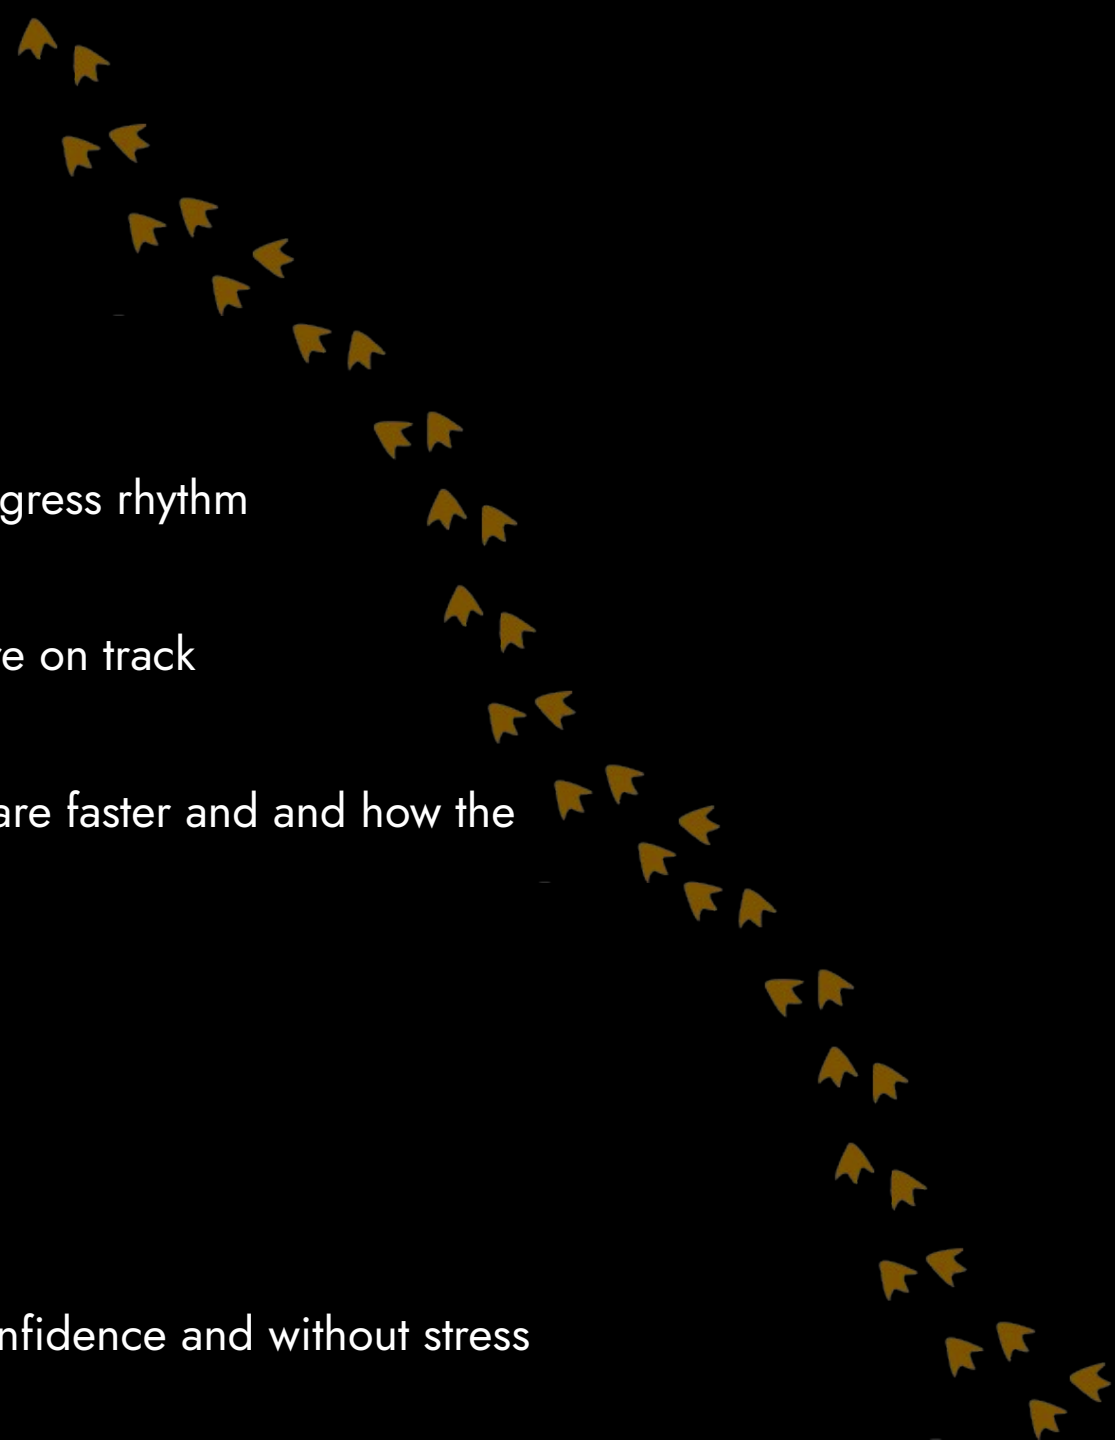 gress rhythm
e on track
are faster and and how the
nfidence and without stress